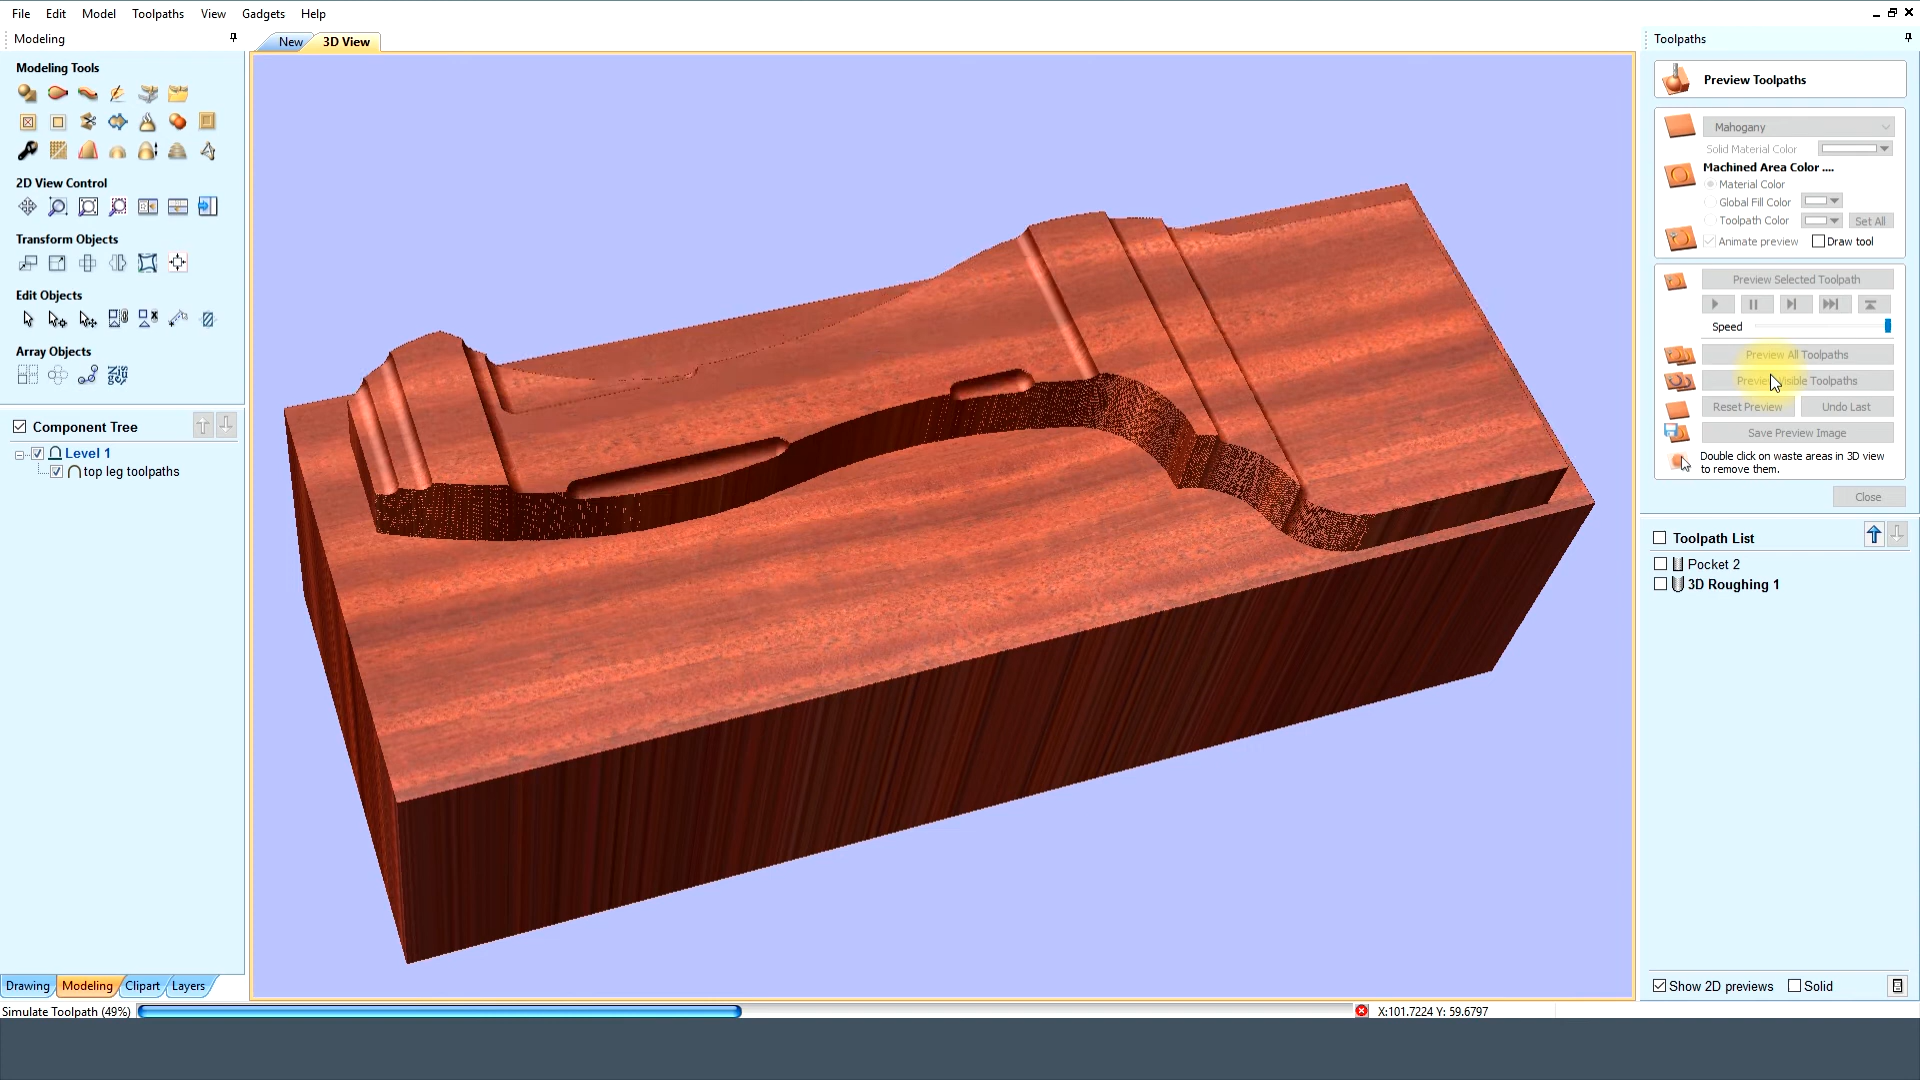 File Edit Model Toolpaths View Gadgets Help
Modeling
New 3D View
Toolpaths
Modeling Tools
2D View Control
Transform Objects
Edit Objects
Array Objects
Component Tree
Level 1
top leg toolpaths
Drawing Modeling Clipart Layers
Simulate Toolpath (49%)
X:101.7224 Y: 59.6797
Preview Toolpaths
Mahogany
Solid Material Color
Machined Area Color ....
Material Color
Global Fill Color
Toolpath Color Set All
Animate preview Draw tool
Preview Selected Toolpath
Speed
Preview All Toolpaths
Preview Visible Toolpaths
Reset Preview Undo Last
Save Preview Image
Double click on waste areas in 3D view
to remove them.
Close
Toolpath List
Pocket 2
3D Roughing 1
Show 2D previews Solid